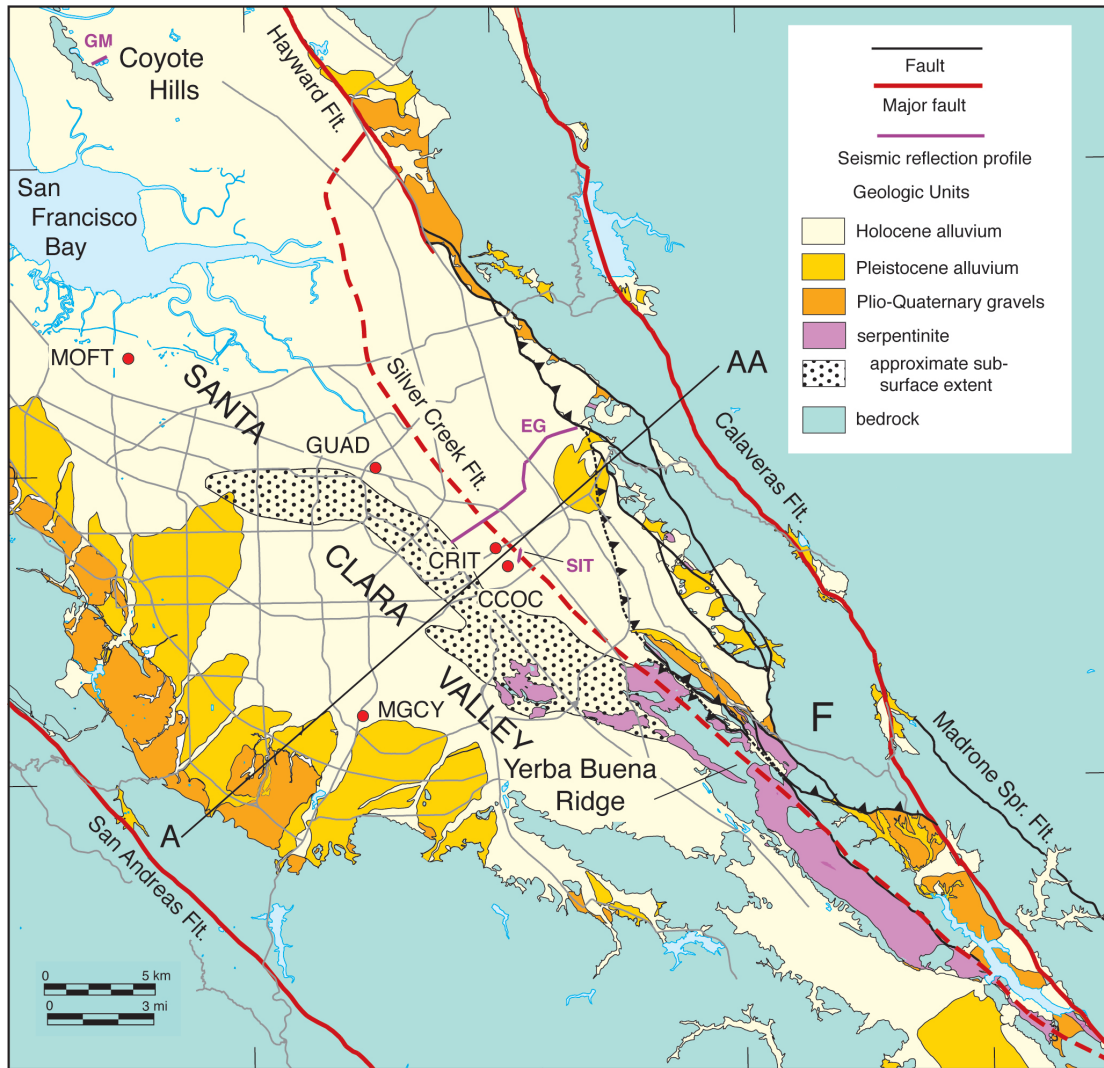 GM
Coyote
Hills
Hayward Flt.
San
Francisco
Bay
MOFT
SANTA
GUAD
Silver Creek Flt.
EG
AA
Calaveras Flt.
CRIT
SIT
CCOC
CLARA
VALLEY
MGCY
F
Yerba Buena
Ridge
Madrone Spr. Flt.
A
San Andreas Flt.
0 5 km
0 3 mi
Fault
Major fault
Seismic reflection profile
Geologic Units
Holocene alluvium
Pleistocene alluvium
Plio-Quaternary gravels
serpentinite
approximate sub-
surface extent
bedrock